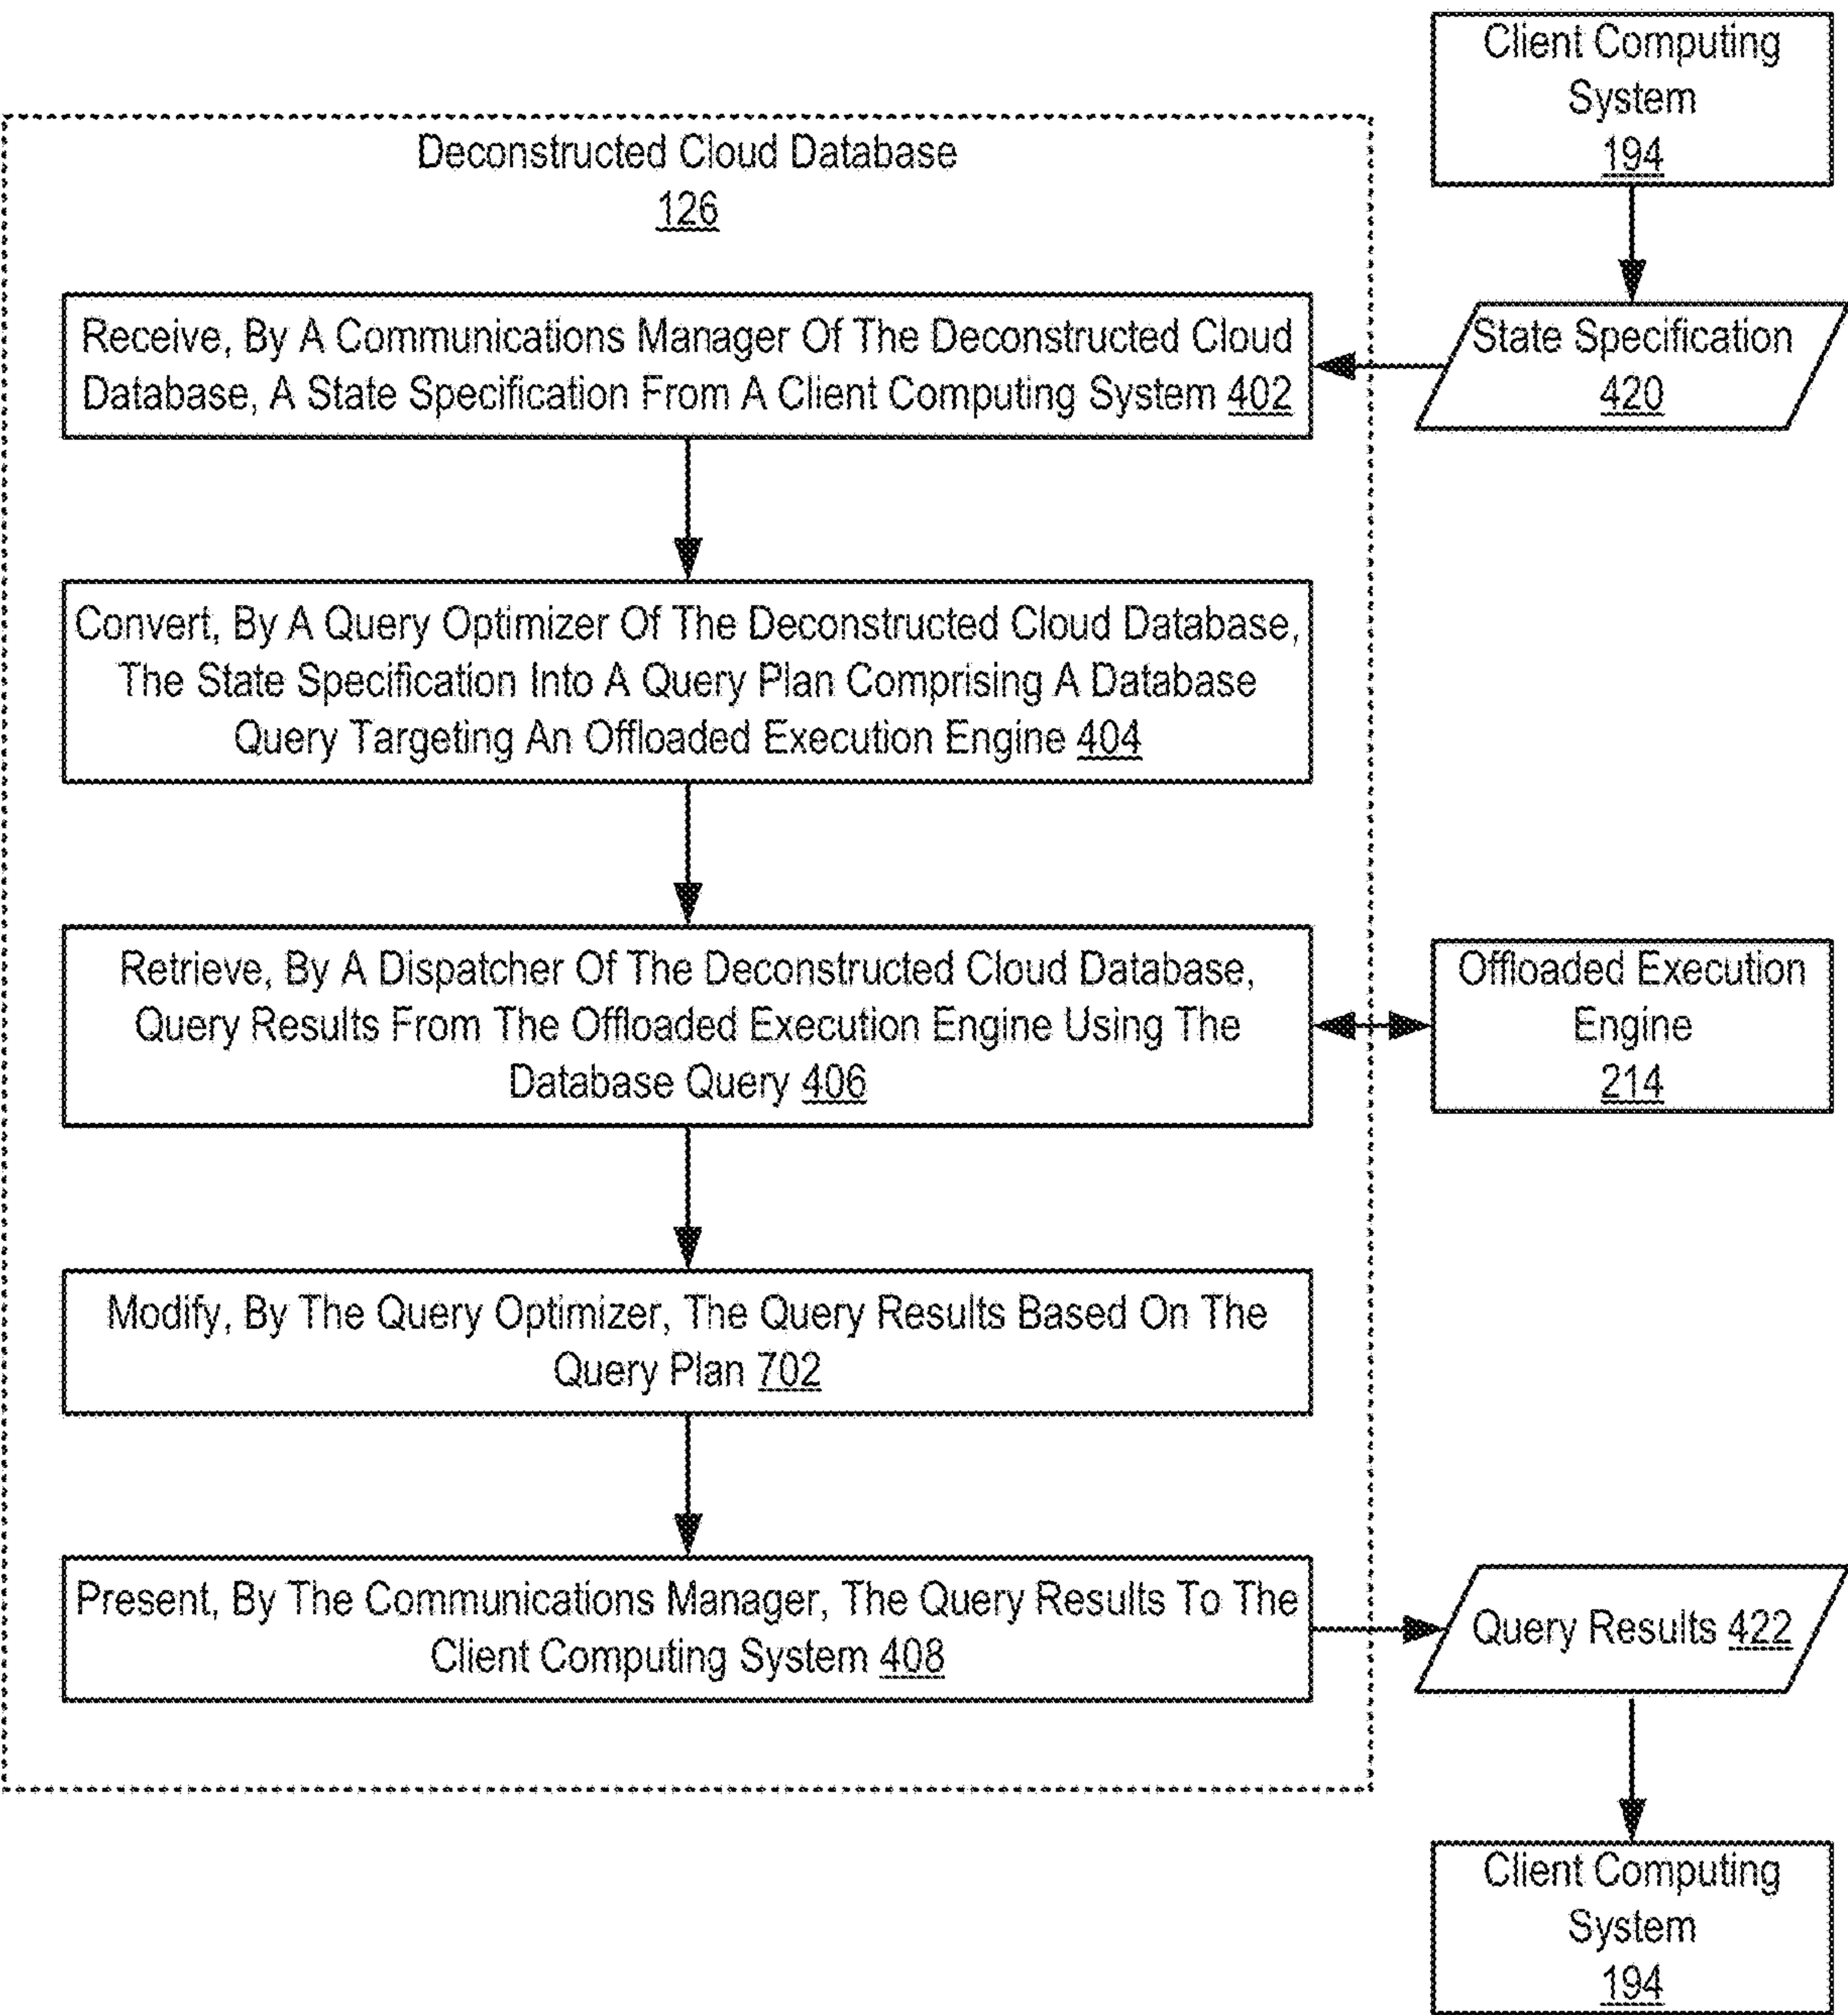 Client Computing
System
194
Deconstructed Cloud Database
126
Receive, By A Communications Manager Of The Deconstructed Cloud
Database, A State Specification From A Client Computing System 402
State Specification
420
Convert, By A Query Optimizer Of The Deconstructed Cloud Database,
The State Specification Into A Query Plan Comprising A Database
Query Targeting An Offloaded Execution Engine 404
Retrieve, By A Dispatcher Of The Deconstructed Cloud Database,
Query Results From The Offloaded Execution Engine Using The
Database Query 406
Offloaded Execution
Engine
214
Modify, By The Query Optimizer, The Query Results Based On The
Query Plan 702
Present, By The Communications Manager, The Query Results To The
Client Computing System 408
Query Results 422
Client Computing
System
194